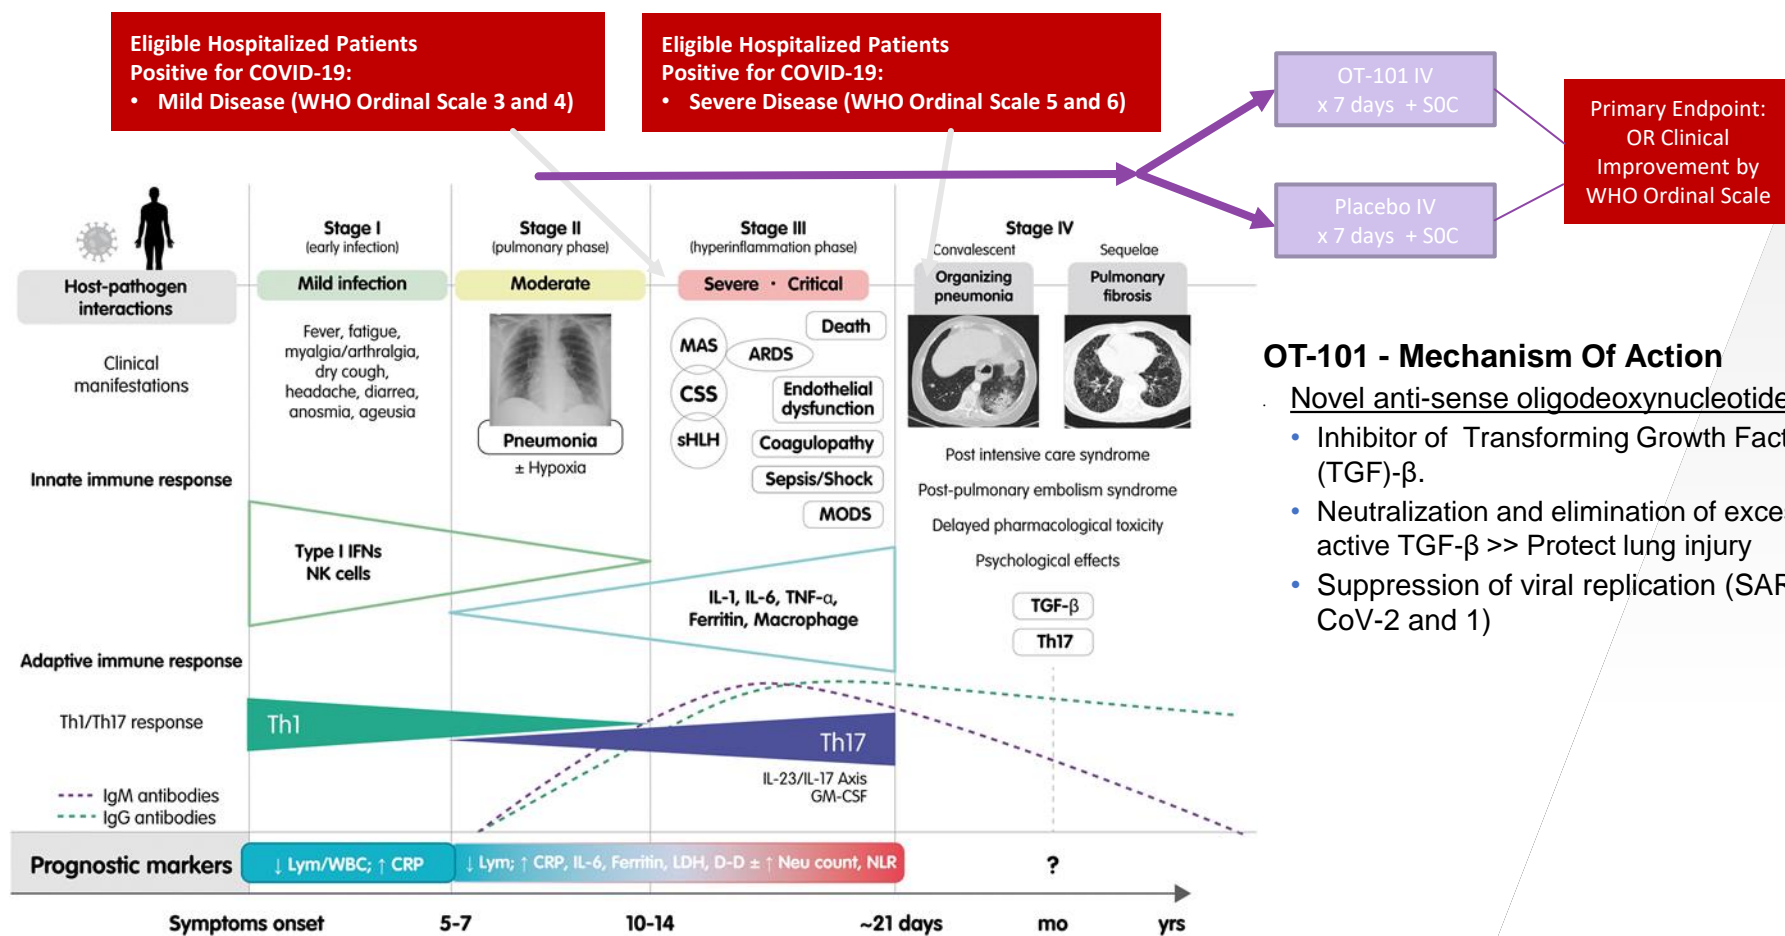 Eligible Hospitalized Patients
Positive for COVID-19:
• Mild Disease (WHO Ordinal Scale 3 and 4)
Eligible Hospitalized Patients
Positive for COVID-19:
• Severe Disease (WHO Ordinal Scale 5 and 6)
OT-101 IV
x 7 days + S0C
Placebo IV
x 7 days + S0C
Primary Endpoint:
OR Clinical
Improvement by
WHO Ordinal Scale
Stage I
(early infection)
Stage II
(pulmonary phase)
Stage III
(hyperinflammation phase)
Stage IV
Convalescent
Sequelae
Host-pathogen
interactions
Mild infection
Moderate
Severe · Critical
Organizing
pneumonia
Pulmonary
fibrosis
Clinical
manifestations
Fever, fatigue,
myalgia/arthralgia,
dry cough,
headache, diarrea,
anosmia, ageusia
Pneumonia
± Hypoxia
MAS
CSS
sHLH
ARDS
Death
Endothelial
dysfunction
Coagulopathy
Sepsis/Shock
MODS
Post intensive care syndrome
Post-pulmonary embolism syndrome
Delayed pharmacological toxicity
Psychological effects
TGF-β
Th17
Innate immune response
Type I IFNs
NK cells
IL-1, IL-6, TNF-α,
Ferritin, Macrophage
Adaptive immune response
Th1/Th17 response
Th1
Th17
IL-23/IL-17 Axis
GM-CSF
IgM antibodies
IgG antibodies
Prognostic markers
↓ Lym/WBC; ↑ CRP
↓ Lym; ↑ CRP, IL-6, Ferritin, LDH, D-D ± ↑ Neu count, NLR
?
Symptoms onset
5-7
10-14
~21 days
mo
yrs
OT-101 - Mechanism Of Action
Novel anti-sense oligodeoxynucleotide
• Inhibitor of Transforming Growth Fact
(TGF)-β.
• Neutralization and elimination of exces
active TGF-β >> Protect lung injury
• Suppression of viral replication (SAR
CoV-2 and 1)